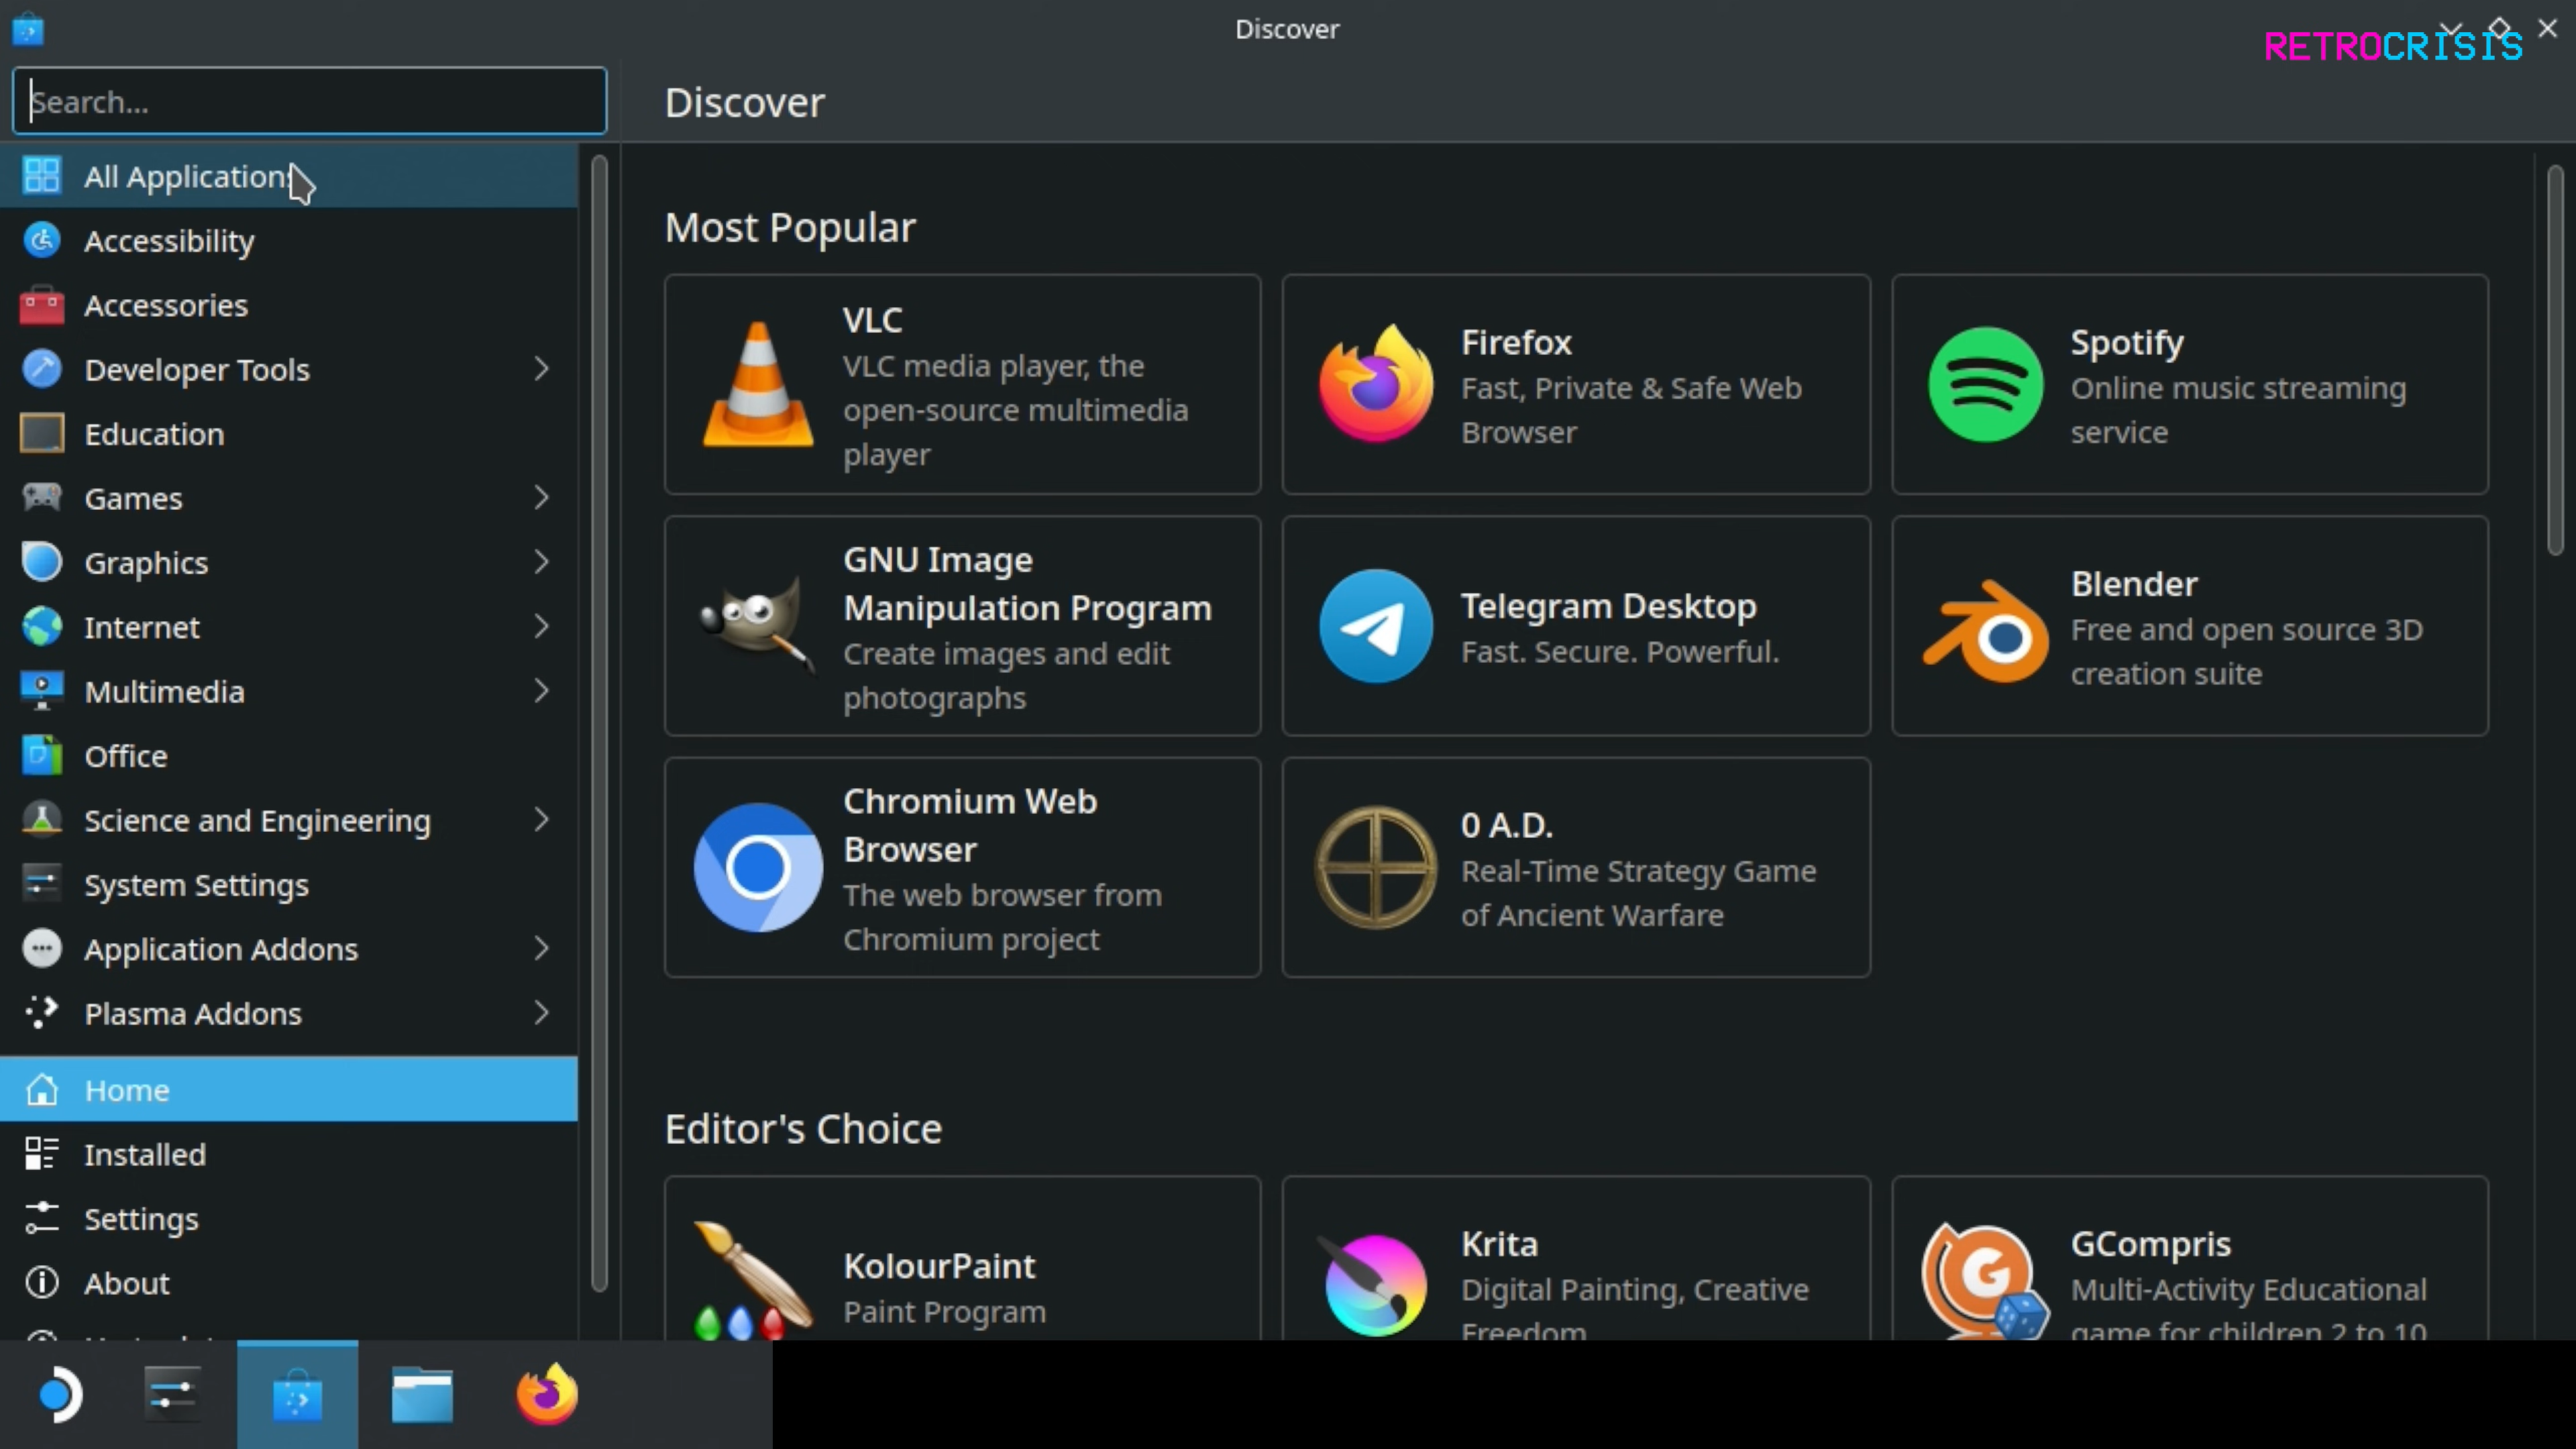 Discover
RETROCRISIS
Search...
Discover
All Applications
Accessibility
Accessories
Developer Tools
Education
Games
Graphics
Internet
Multimedia
Office
Science and Engineering
System Settings
Application Addons
Plasma Addons
Home
Installed
Settings
About
Most Popular
VLC
VLC media player, the
open-source multimedia
player
Firefox
Fast, Private & Safe Web
Browser
Spotify
Online music streaming
service
GNU Image
Manipulation Program
Create images and edit
photographs
Telegram Desktop
Fast. Secure. Powerful.
Blender
Free and open source 3D
creation suite
Chromium Web
Browser
The web browser from
Chromium project
0 A.D.
Real-Time Strategy Game
of Ancient Warfare
Editor's Choice
KolourPaint
Paint Program
Krita
Digital Painting, Creative
Freedom
GCompris
Multi-Activity Educational
game for children 2 to 10